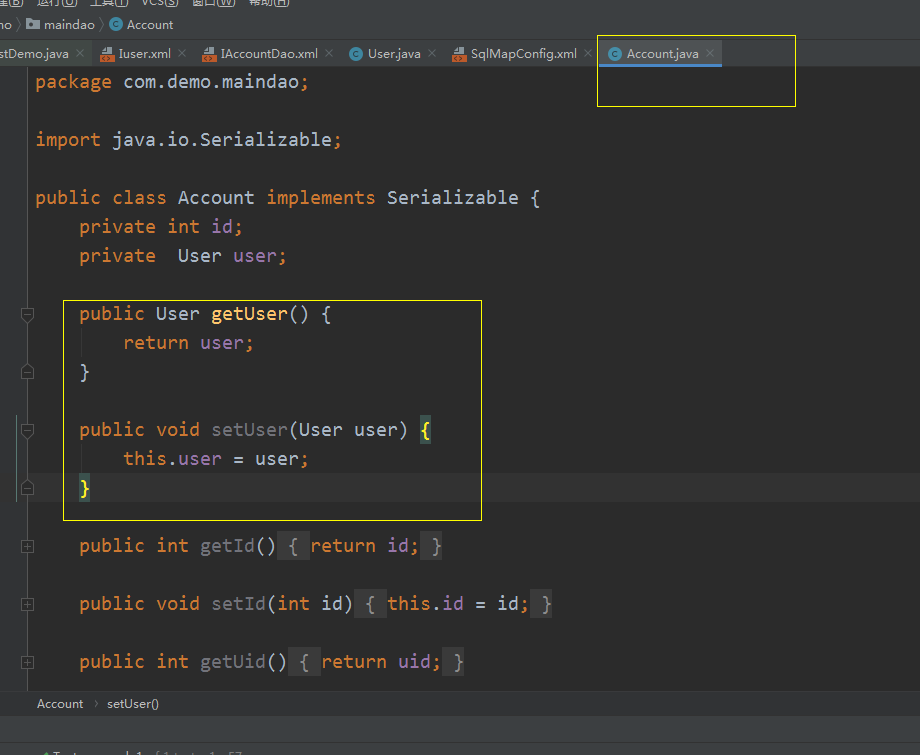 运行(U) 工具(T) VCS(S) 窗口(W) 帮助(H)
maindao Account
stDemo.java Iuser.xml IAccountDao.xml User.java SqlMapConfig.xml Account.java
package com.demo.maindao;
import java.io.Serializable;
public class Account implements Serializable {
private int id;
private User user;
public User getUser() {
return user;
}
public void setUser(User user) {
this.user = user;
}
public int getId() { return id; }
public void setId(int id) { this.id = id; }
public int getUid() { return uid; }
Account setUser()